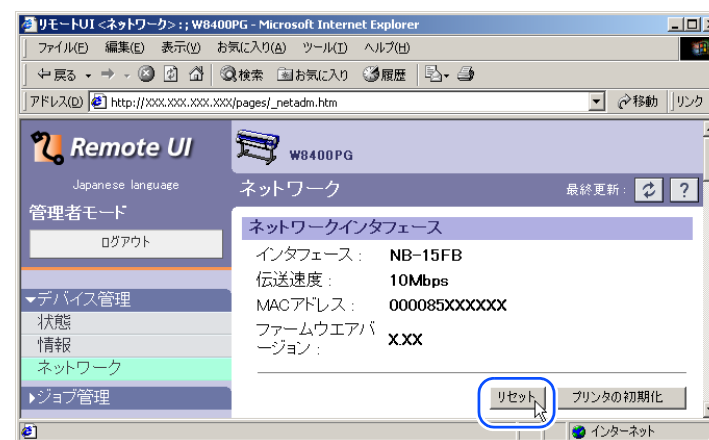 リモートUI <ネットワーク> : ; W8400PG - Microsoft Internet Explorer
ファイル(F) 編集(E) 表示(V) お気に入り(A) ツール(T) ヘルプ(H)
戻る 検索 お気に入り 履歴
アドレス(D) http://XXX.XXX.XXX.XXX/pages/_netadm.htm 移動 リンク
Remote UI
W8400PG
Japanese language
ネットワーク 最終更新 : ?
管理者モード
ログアウト
ネットワークインタフェース
インタフェース : NB-15FB
伝送速度 : 10Mbps
▼デバイス管理
MACアドレス : 000085XXXXXX
状態
ファームウエアバージョン : X.XX
情報
ネットワーク
▶ジョブ管理
リセット プリンタの初期化
インターネット